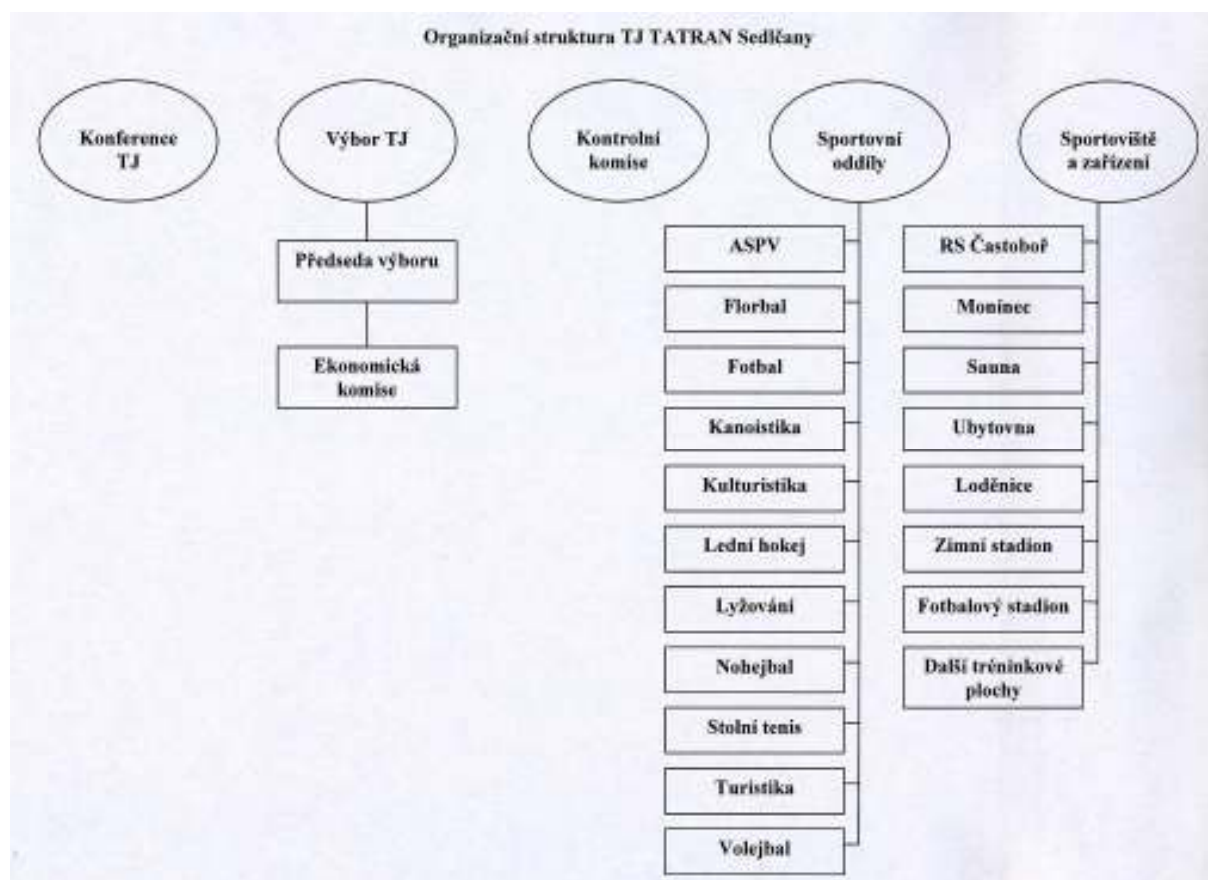 Organizační struktura TJ TATRAN Sedlčany
Konference
TJ
Výbor TJ
Kontrolní
komise
Sportovní
oddíly
Sportoviště
a zařízení
Předseda výboru
Ekonomická
komise
ASPV
Florbal
Fotbal
Kanoistika
Kulturistika
Lední hokej
Lyžování
Nohejbal
Stolní tenis
Turistika
Volejbal
RS Častoboř
Monínec
Sauna
Ubytovna
Loděnice
Zimní stadion
Fotbalový stadion
Další tréninkové
plochy